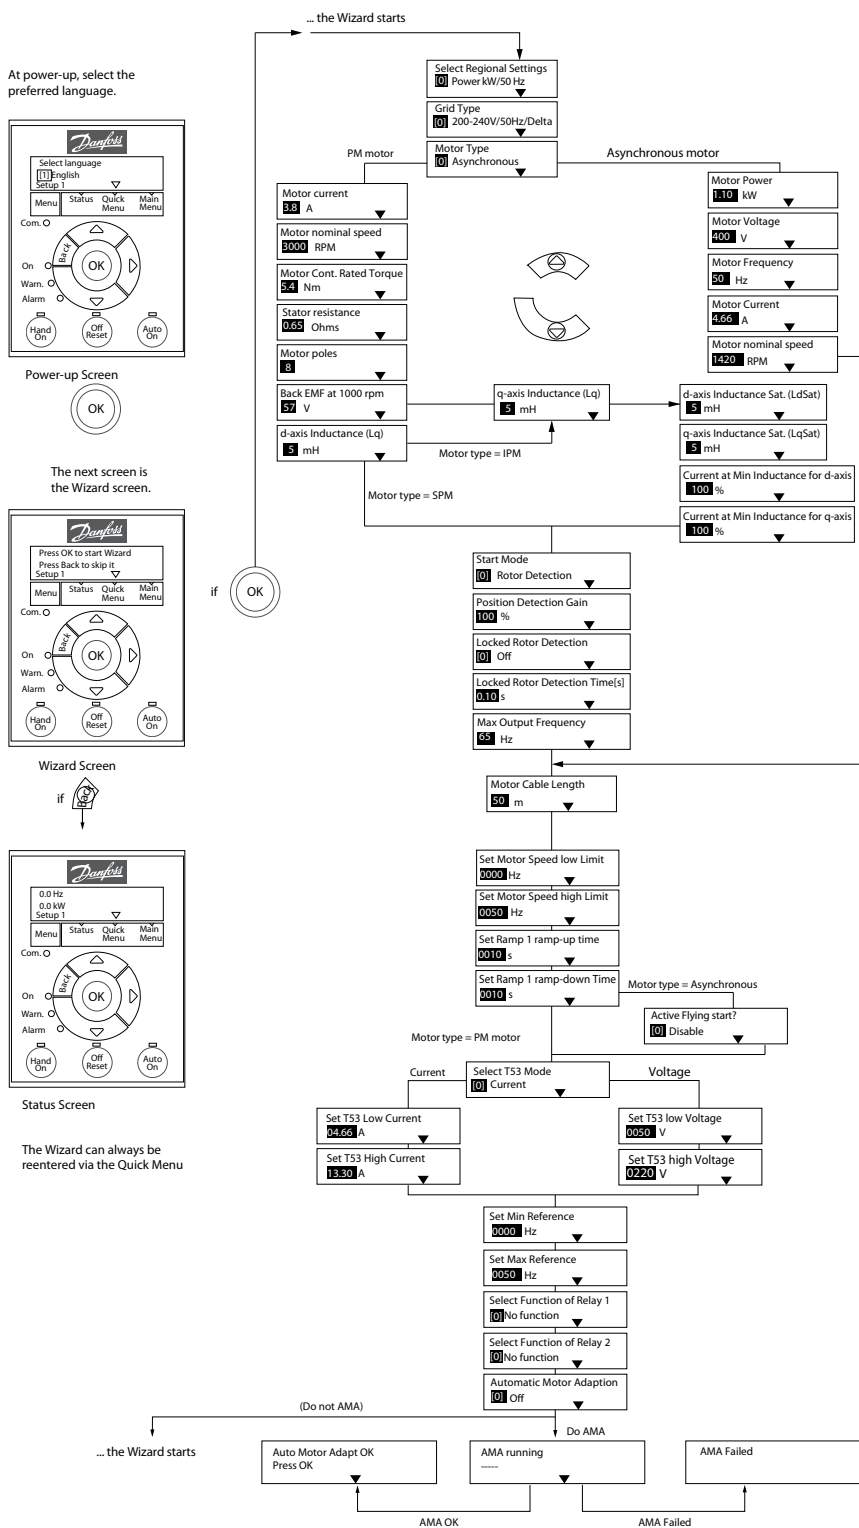 ... the Wizard starts
At power-up, select the
preferred language.
Danfoss
Select language
[1] English
Setup 1
Menu
Status
Quick
Menu
Main
Menu
Com.
Back
OK
On
Warn.
Alarm
Hand
On
Off
Reset
Auto
On
Power-up Screen
OK
The next screen is
the Wizard screen.
Danfoss
Press OK to start Wizard
Press Back to skip it
Setup 1
Menu
Status
Quick
Menu
Main
Menu
Com.
Back
OK
On
Warn.
Alarm
Hand
On
Off
Reset
Auto
On
Wizard Screen
if
Back
if
OK
Danfoss
0.0 Hz
0.0 kW
Setup 1
Menu
Status
Quick
Menu
Main
Menu
Com.
Back
OK
On
Warn.
Alarm
Hand
On
Off
Reset
Auto
On
Status Screen
The Wizard can always be
reentered via the Quick Menu
Select Regional Settings
[0] Power kW/50 Hz
Grid Type
[0] 200-240V/50Hz/Delta
Motor Type
[0] Asynchronous
PM motor
Asynchronous motor
Motor current
3.8 A
Motor nominal speed
3000 RPM
Motor Cont. Rated Torque
5.4 Nm
Stator resistance
0.65 Ohms
Motor poles
8
Back EMF at 1000 rpm
57 V
d-axis Inductance (Lq)
5 mH
Motor Power
1.10 kW
Motor Voltage
400 V
Motor Frequency
50 Hz
Motor Current
4.66 A
Motor nominal speed
1420 RPM
q-axis Inductance (Lq)
5 mH
Motor type = IPM
Motor type = SPM
d-axis Inductance Sat. (LdSat)
5 mH
q-axis Inductance Sat. (LqSat)
5 mH
Current at Min Inductance for d-axis
100 %
Current at Min Inductance for q-axis
100 %
Start Mode
[0] Rotor Detection
Position Detection Gain
100 %
Locked Rotor Detection
[0] Off
Locked Rotor Detection Time[s]
0.10 s
Max Output Frequency
65 Hz
Motor Cable Length
50 m
Set Motor Speed low Limit
0000 Hz
Set Motor Speed high Limit
0050 Hz
Set Ramp 1 ramp-up time
0010 s
Set Ramp 1 ramp-down Time
0010 s
Motor type = Asynchronous
Active Flying start?
[0] Disable
Motor type = PM motor
Select T53 Mode
[0] Current
Current
Voltage
Set T53 Low Current
04.66 A
Set T53 High Current
13.30 A
Set T53 low Voltage
0050 V
Set T53 high Voltage
0220 V
Set Min Reference
0000 Hz
Set Max Reference
0050 Hz
Select Function of Relay 1
[0] No function
Select Function of Relay 2
[0] No function
Automatic Motor Adaption
[0] Off
(Do not AMA)
Do AMA
... the Wizard starts
Auto Motor Adapt OK
Press OK
AMA running
-----
AMA Failed
AMA OK
AMA Failed